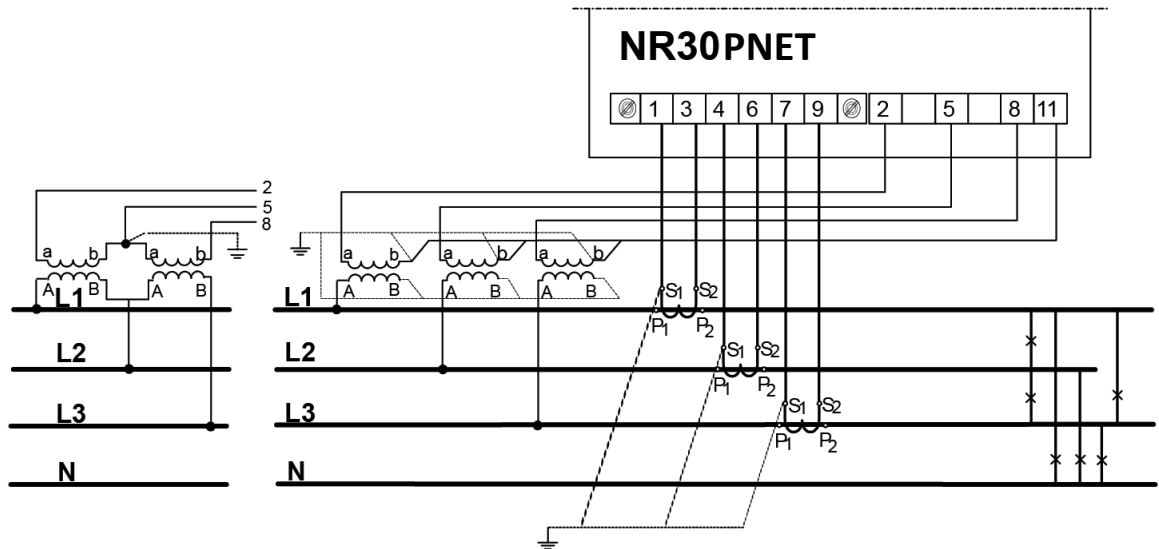 NR30PNET
1 3 4 6 7 9 2 5 8 11
2
5
8
a b a b
A B A B
L1
L2
L3
N
a b a b a b
A B A B A B
L1
L2
L3
N
S1 S2
P1 P2
S1 S2
P1 P2
S1 S2
P1 P2